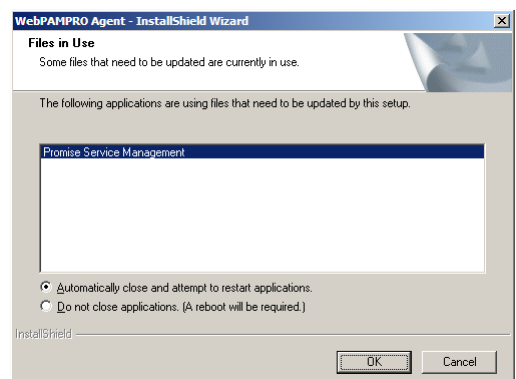 WebPAMPRO Agent - InstallShield Wizard
Files in Use
Some files that need to be updated are currently in use.
The following applications are using files that need to be updated by this setup.
Promise Service Management
Automatically close and attempt to restart applications.
Do not close applications. (A reboot will be required.)
InstallShield
OK
Cancel